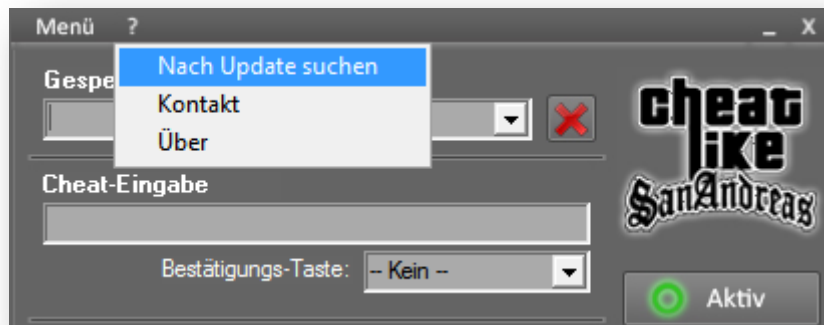 Menü ? _ X
Nach Update suchen
Kontakt
Über
Gespe
Cheat-Eingabe
Bestätigungs-Taste: -- Kein --
cheat
like
SanAndreas
Aktiv